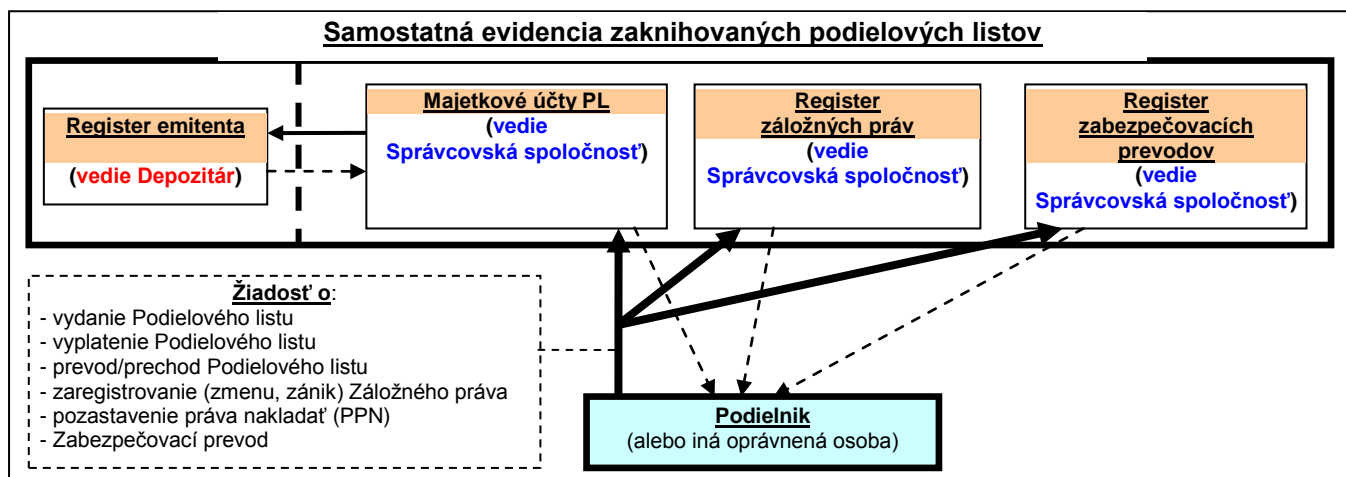 Samostatná evidencia zaknihovaných podielových listov
Register emitenta
(vedie Depozitár)
Majetkové účty PL
(vedie
Správcovská spoločnosť)
Register
záložných práv
(vedie
Správcovská spoločnosť)
Register
zabezpečovacích
prevodov
(vedie
Správcovská spoločnosť)
Žiadosť o:
- vydanie Podielového listu
- vyplatenie Podielového listu
- prevod/prechod Podielového listu
- zaregistrovanie (zmenu, zánik) Záložného práva
- pozastavenie práva nakladať (PPN)
- Zabezpečovací prevod
Podielnik
(alebo iná oprávnená osoba)